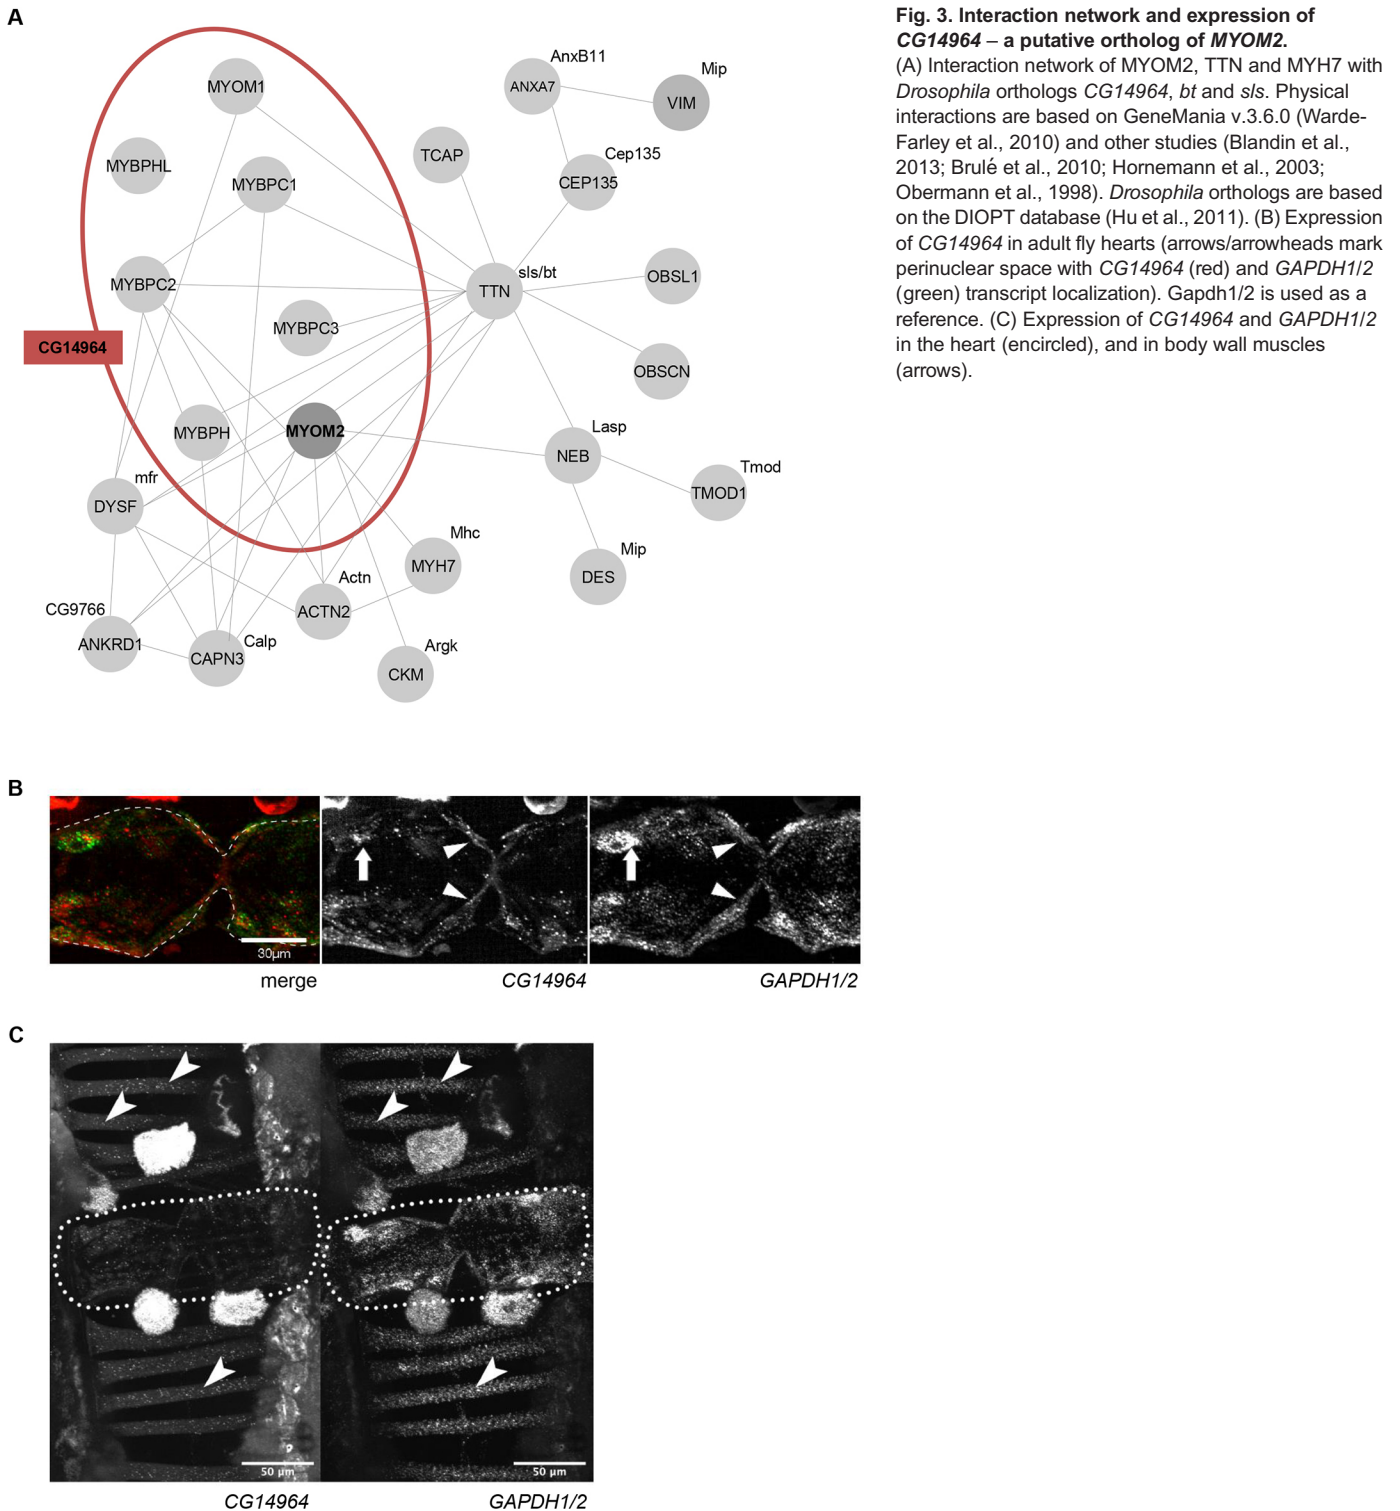 A
Fig. 3. Interaction network and expression of
CG14964 – a putative ortholog of MYOM2.
(A) Interaction network of MYOM2, TTN and MYH7 with
Drosophila orthologs CG14964, bt and sls. Physical
interactions are based on GeneMania v.3.6.0 (Warde-
Farley et al., 2010) and other studies (Blandin et al.,
2013; Brulé et al., 2010; Hornemann et al., 2003;
Obermann et al., 1998). Drosophila orthologs are based
on the DIOPT database (Hu et al., 2011). (B) Expression
of CG14964 in adult fly hearts (arrows/arrowheads mark
perinuclear space with CG14964 (red) and GAPDH1/2
(green) transcript localization). Gapdh1/2 is used as a
reference. (C) Expression of CG14964 and GAPDH1/2
in the heart (encircled), and in body wall muscles
(arrows).
AnxB11
Mip
MYOM1
ANXA7
VIM
TCAP
Cep135
MYBPHL
MYBPC1
CEP135
sls/bt
MYBPC2
TTN
OBSL1
MYBPC3
CG14964
OBSCN
Lasp
MYBPH
MYOM2
NEB
Tmod
mfr
TMOD1
DYSF
Mhc
Mip
MYH7
Actn
DES
CG9766
ACTN2
ANKRD1
Calp
Argk
CAPN3
CKM
B
30µm
merge
CG14964
GAPDH1/2
C
50 µm
50 µm
CG14964
GAPDH1/2